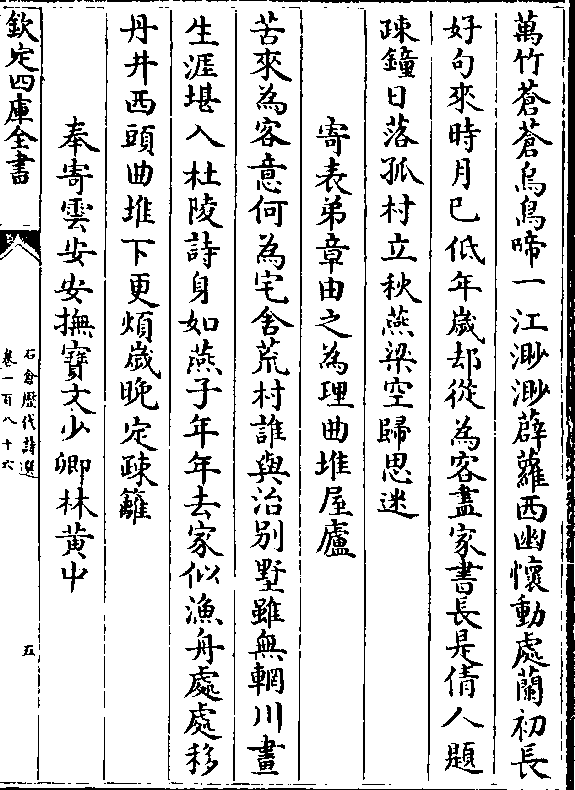 萬竹蒼蒼烏鳥啼一江渺渺薜蘿西幽懷動處蘭初長
好句來時月巳低年歲却從為客盡家書長是倩人題
疎鐘日落孤村立秋燕梁空歸思迷
寄表弟章由之為理曲堆屋廬
苦來為客意何為宅舍荒村誰與治别墅雖無輞川畫
生涯堪入杜陵詩身如燕子年年去家似漁舟處處移
丹井西頭曲堆下更煩歲晚定疎籬
奉寄雲安安撫寶文少卿林黄中
欽定四庫全書
石倉歷代詩選
卷一百八十六
五